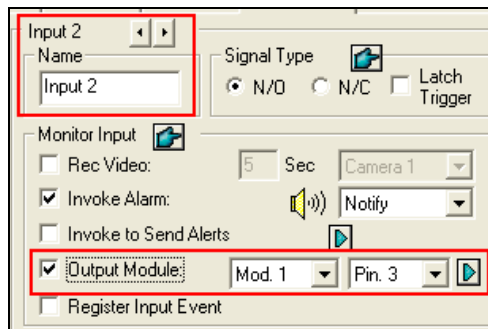 Input 2
Name
Input 2
Signal Type
N/O N/C Latch Trigger
Monitor Input
Rec Video: 5 Sec Camera 1
Invoke Alarm: Notify
Invoke to Send Alerts
Output Module: Mod. 1 Pin. 3
Register Input Event